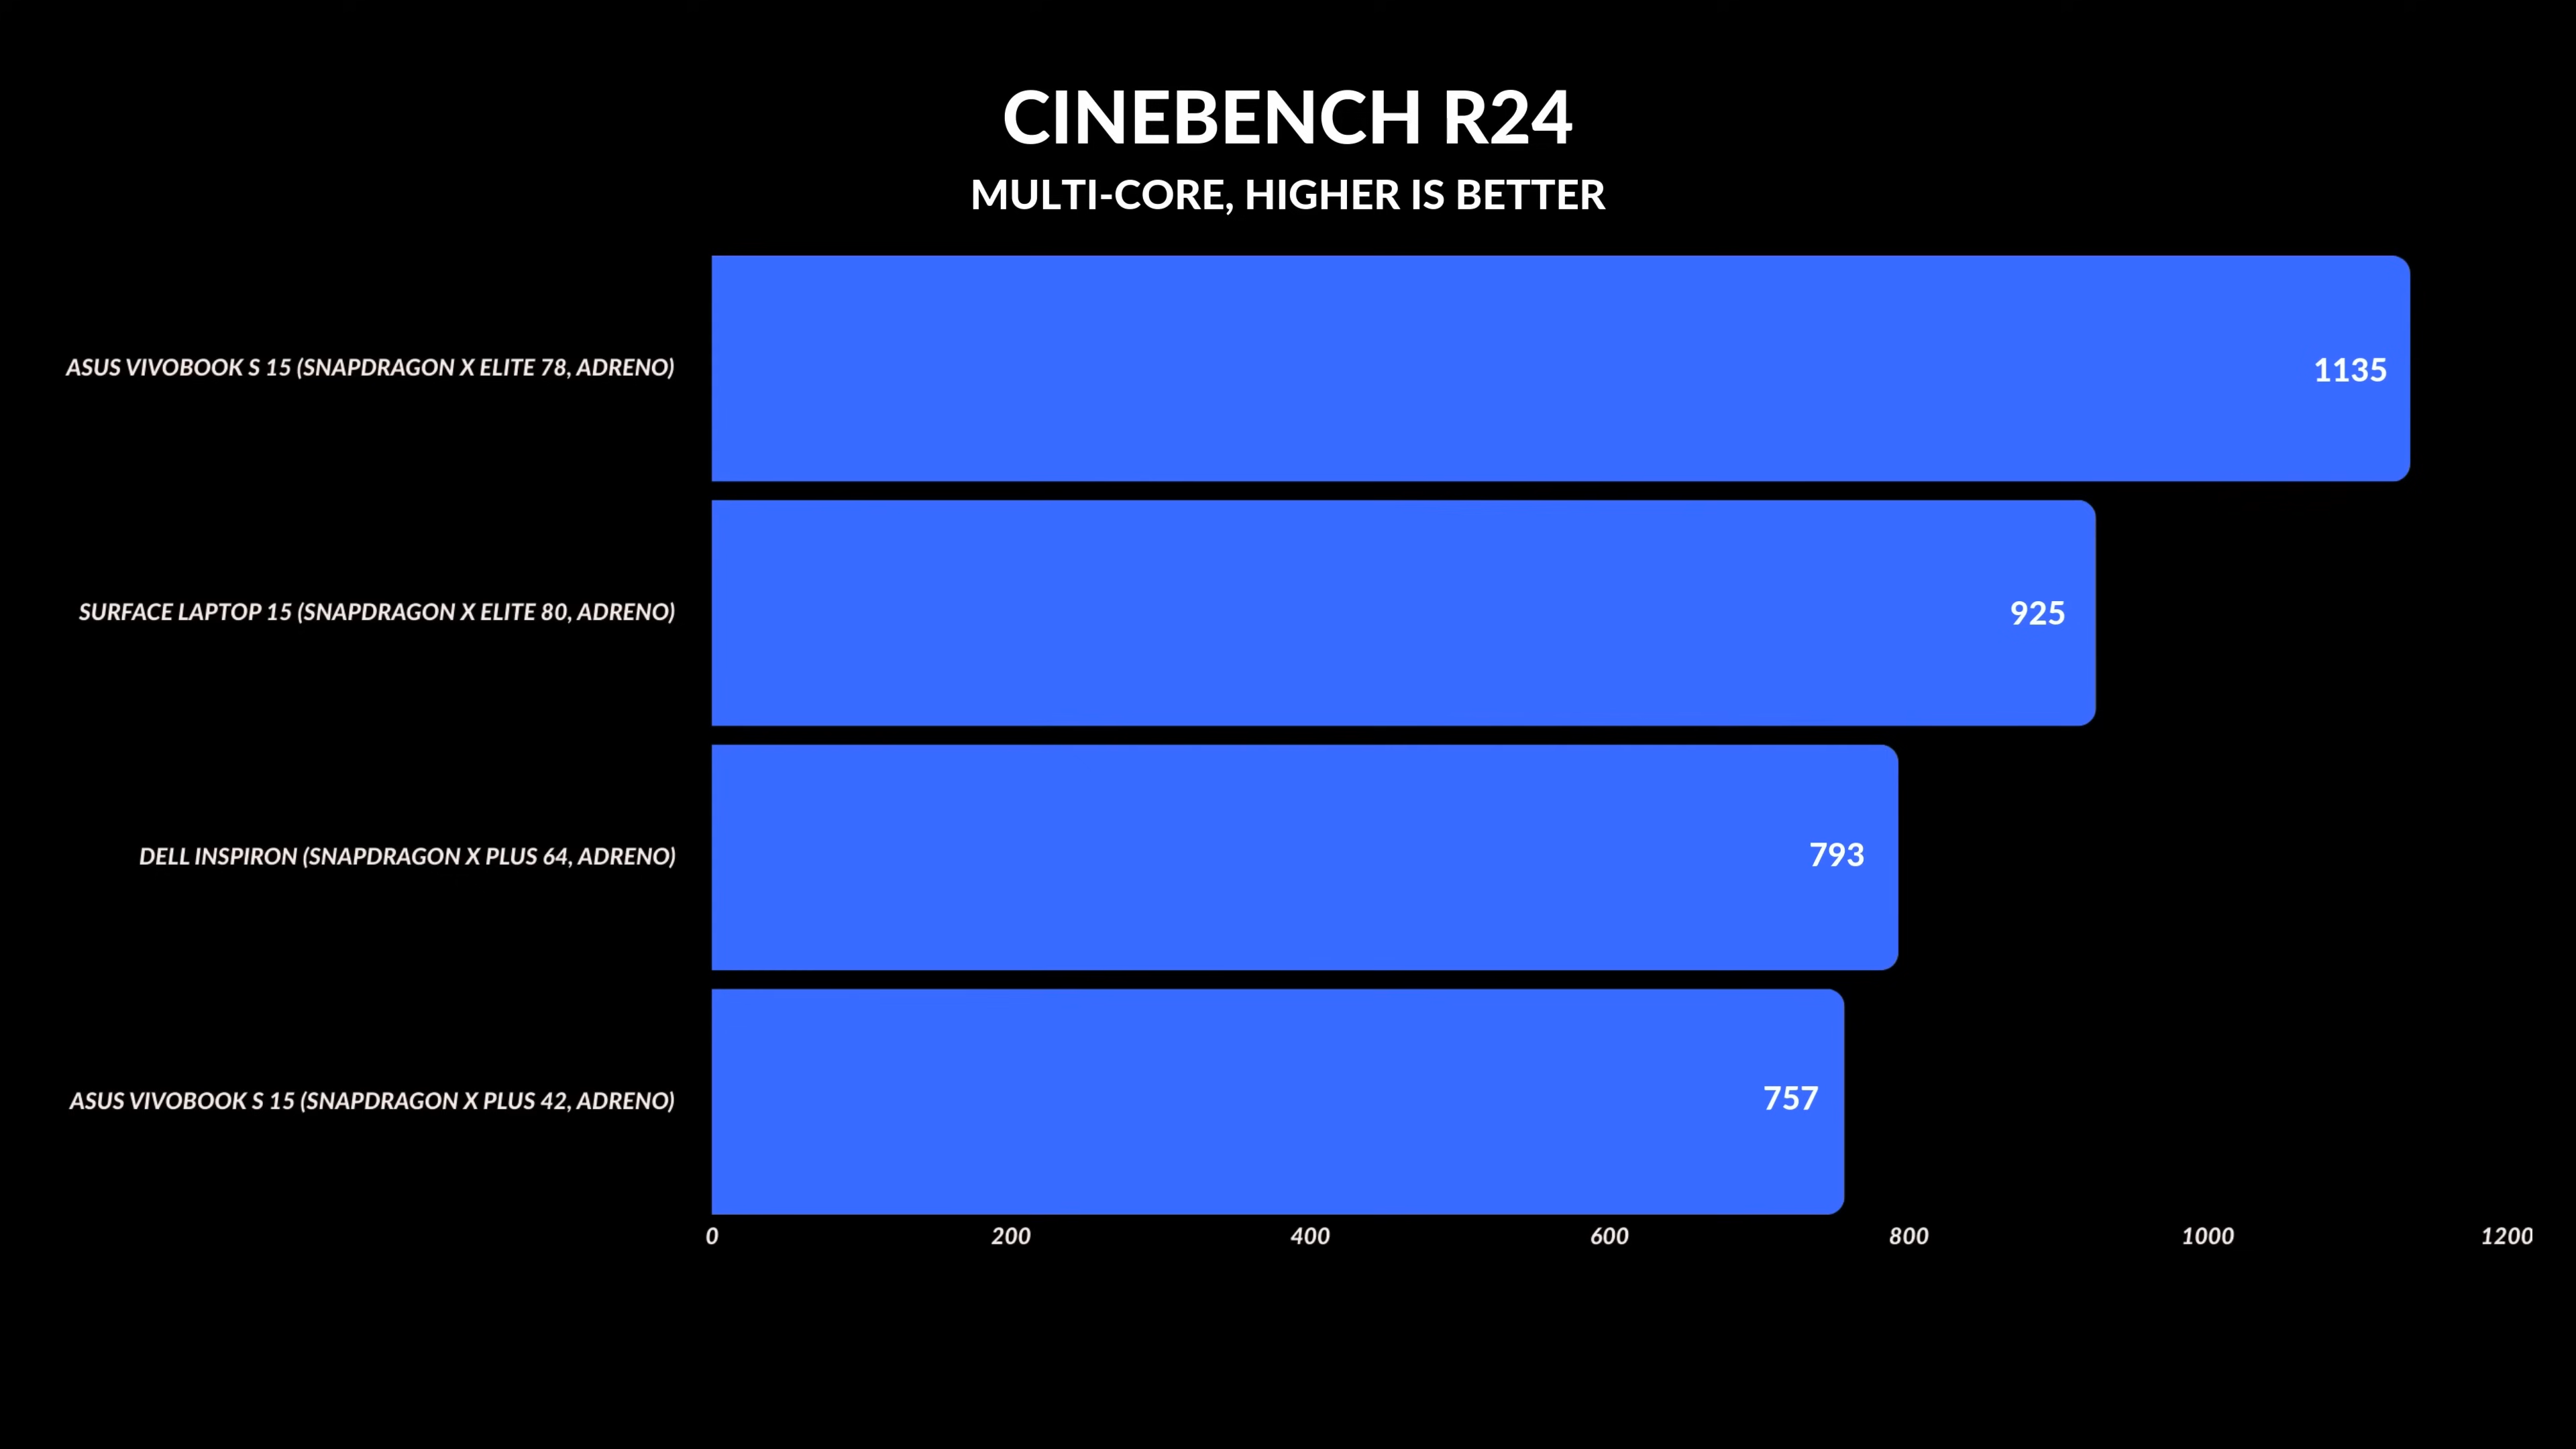 CINEBENCH R24
MULTI-CORE, HIGHER IS BETTER
ASUS VIVOBOOK S 15 (SNAPDRAGON X ELITE 78, ADRENO)
1135
SURFACE LAPTOP 15 (SNAPDRAGON X ELITE 80, ADRENO)
925
DELL INSPIRON (SNAPDRAGON X PLUS 64, ADRENO)
793
ASUS VIVOBOOK S 15 (SNAPDRAGON X PLUS 42, ADRENO)
757
0 200 400 600 800 1000 1200